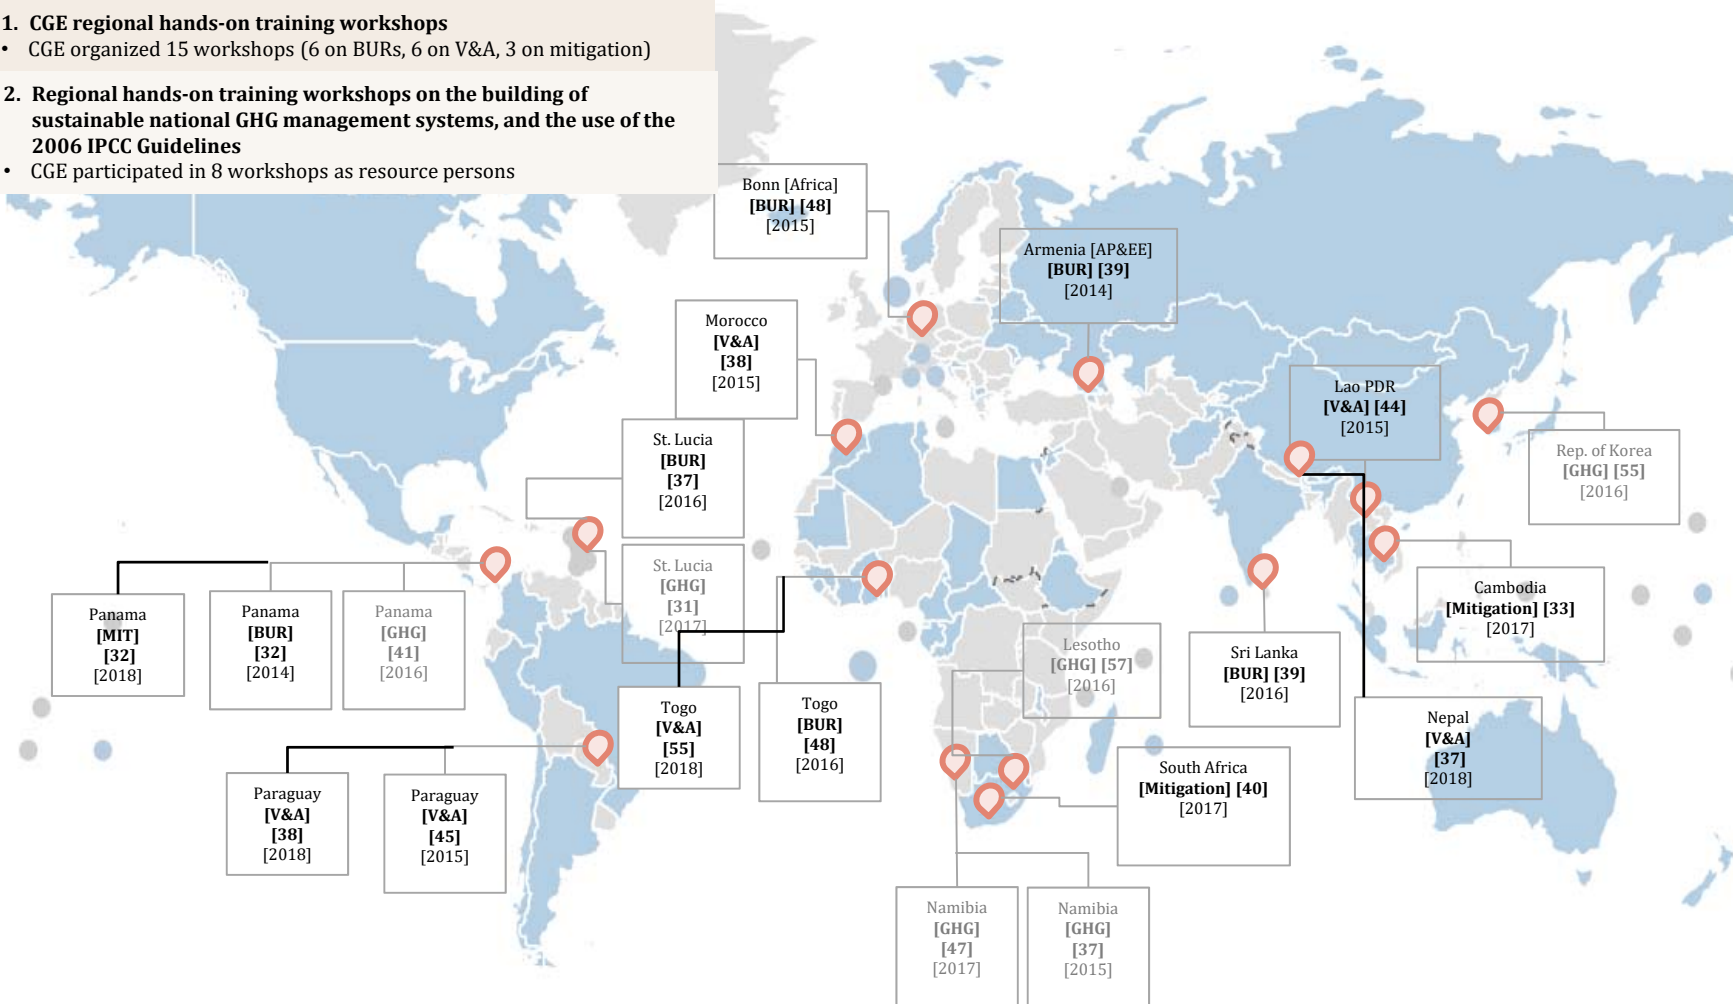 1. CGE regional hands-on training workshops
• CGE organized 15 workshops (6 on BURs, 6 on V&A, 3 on mitigation)
2. Regional hands-on training workshops on the building of
sustainable national GHG management systems, and the use of the
2006 IPCC Guidelines
• CGE participated in 8 workshops as resource persons
Bonn [Africa]
[BUR] [48]
[2015]
Armenia [AP&EE]
[BUR] [39]
[2014]
Morocco
[V&A]
[38]
[2015]
Lao PDR
[V&A] [44]
[2015]
St. Lucia
[BUR]
[37]
[2016]
Rep. of Korea
[GHG] [55]
[2016]
St. Lucia
[GHG]
[31]
[2017]
Panama
[MIT]
[32]
[2018]
Panama
[BUR]
[32]
[2014]
Panama
[GHG]
[41]
[2016]
Cambodia
[Mitigation] [33]
[2017]
Lesotho
[GHG] [57]
[2016]
Sri Lanka
[BUR] [39]
[2016]
Togo
[V&A]
[55]
[2018]
Togo
[BUR]
[48]
[2016]
Nepal
[V&A]
[37]
[2018]
South Africa
[Mitigation] [40]
[2017]
Paraguay
[V&A]
[38]
[2018]
Paraguay
[V&A]
[45]
[2015]
Namibia
[GHG]
[47]
[2017]
Namibia
[GHG]
[37]
[2015]